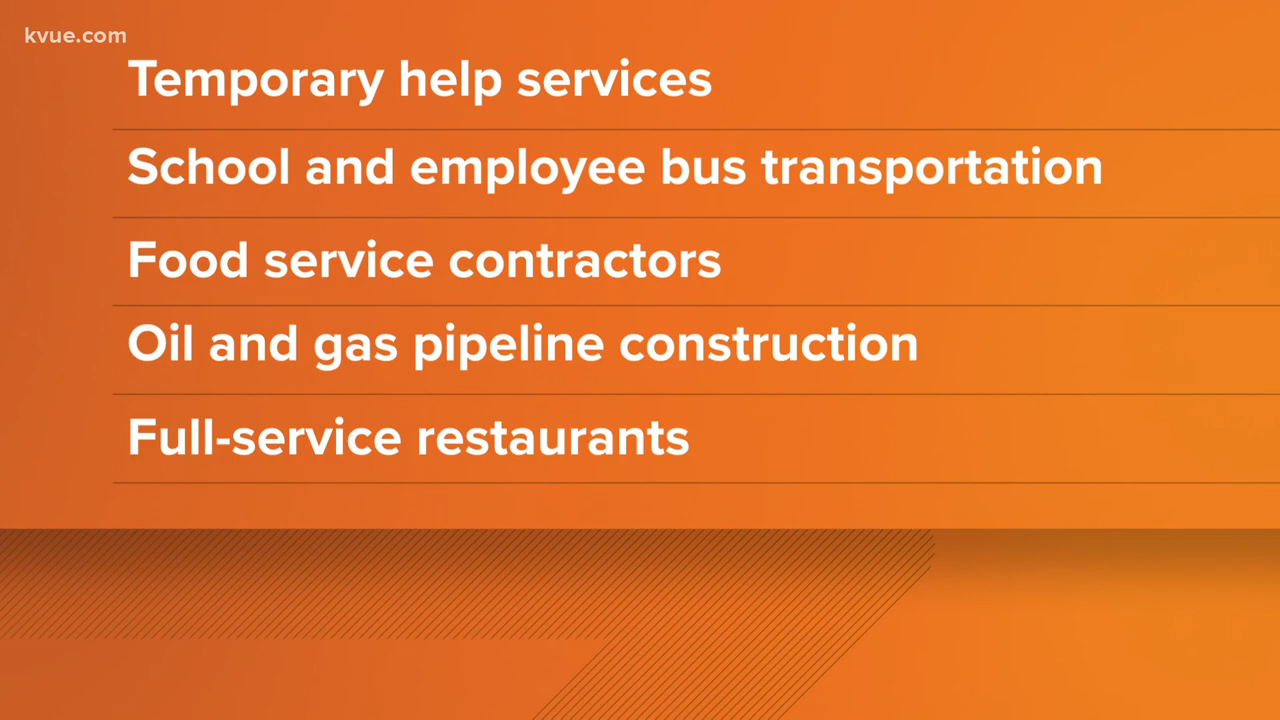 kvue.com
Temporary help services
School and employee bus transportation
Food service contractors
Oil and gas pipeline construction
Full-service restaurants